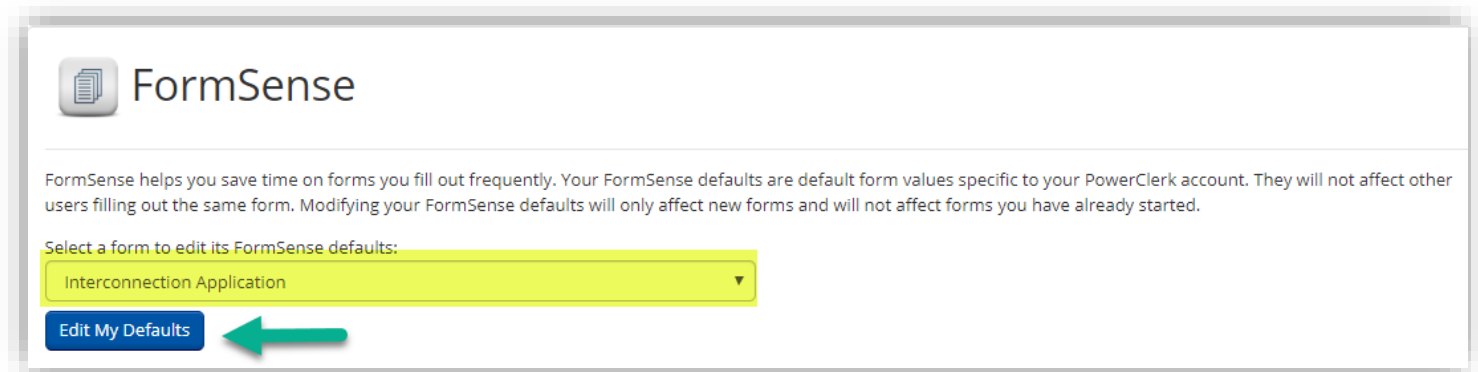 FormSense
FormSense helps you save time on forms you fill out frequently. Your FormSense defaults are default form values specific to your PowerClerk account. They will not affect other
users filling out the same form. Modifying your FormSense defaults will only affect new forms and will not affect forms you have already started.
Select a form to edit its FormSense defaults:
Interconnection Application
Edit My Defaults